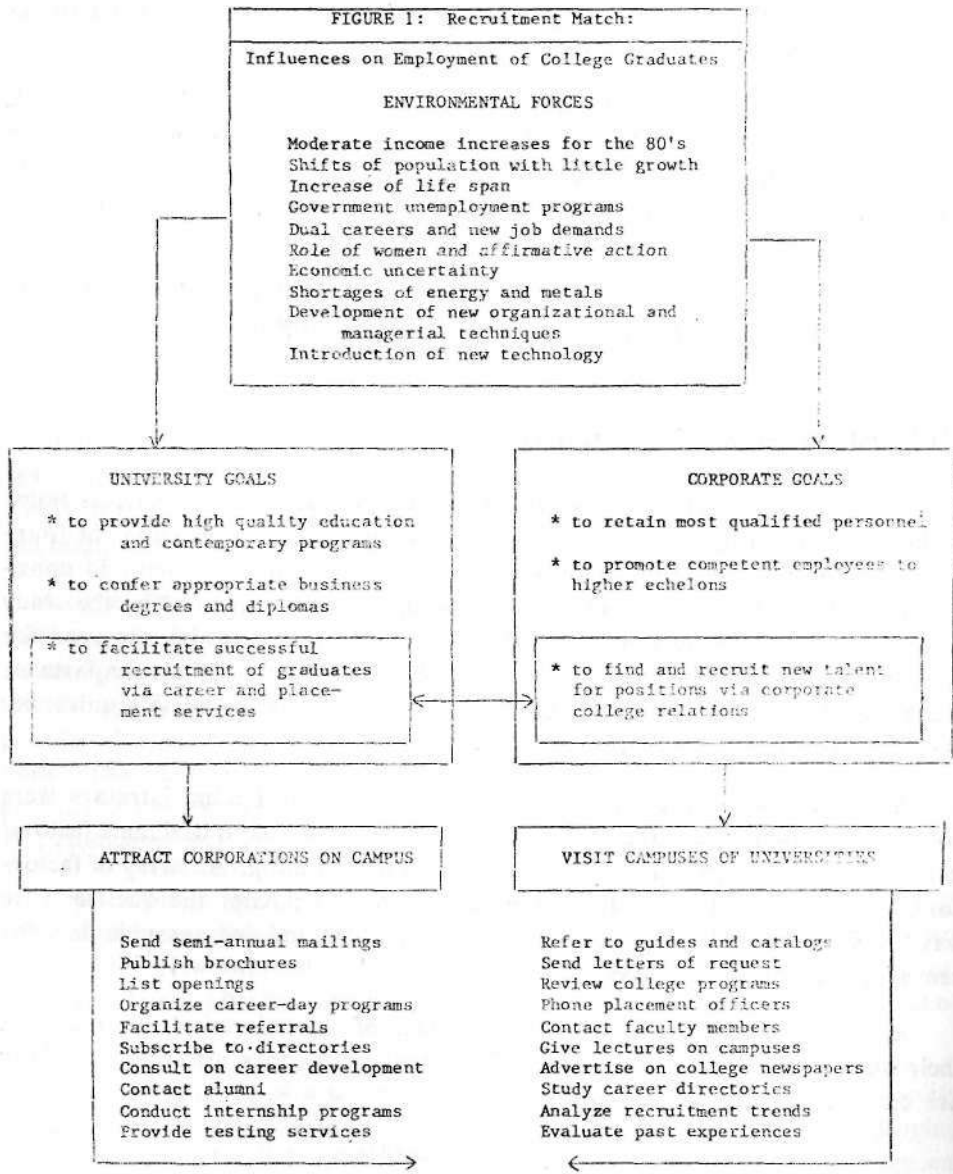 FIGURE 1: Recruitment Match:
Influences on Employment of College Graduates
ENVIRONMENTAL FORCES
Moderate income increases for the 80's
Shifts of population with little growth
Increase of life span
Government unemployment programs
Dual careers and new job demands
Role of women and affirmative action
Economic uncertainty
Shortages of energy and metals
Development of new organizational and
managerial techniques
Introduction of new technology
UNIVERSITY GOALS
* to provide high quality education
and contemporary programs
* to confer appropriate business
degrees and diplomas
* to facilitate successful
recruitment of graduates
via career and place-
ment services
CORPORATE GOALS
* to retain most qualified personnel
* to promote competent employees to
higher echelons
* to find and recruit new talent
for positions via corporate
college relations
ATTRACT CORPORATIONS ON CAMPUS
Send semi-annual mailings
Publish brochures
List openings
Organize career-day programs
Facilitate referrals
Subscribe to directories
Consult on career development
Contact alumni
Conduct internship programs
Provide testing services
VISIT CAMPUSES OF UNIVERSITIES
Refer to guides and catalogs
Send letters of request
Review college programs
Phone placement officers
Contact faculty members
Give lectures on campuses
Advertise on college newspapers
Study career directories
Analyze recruitment trends
Evaluate past experiences